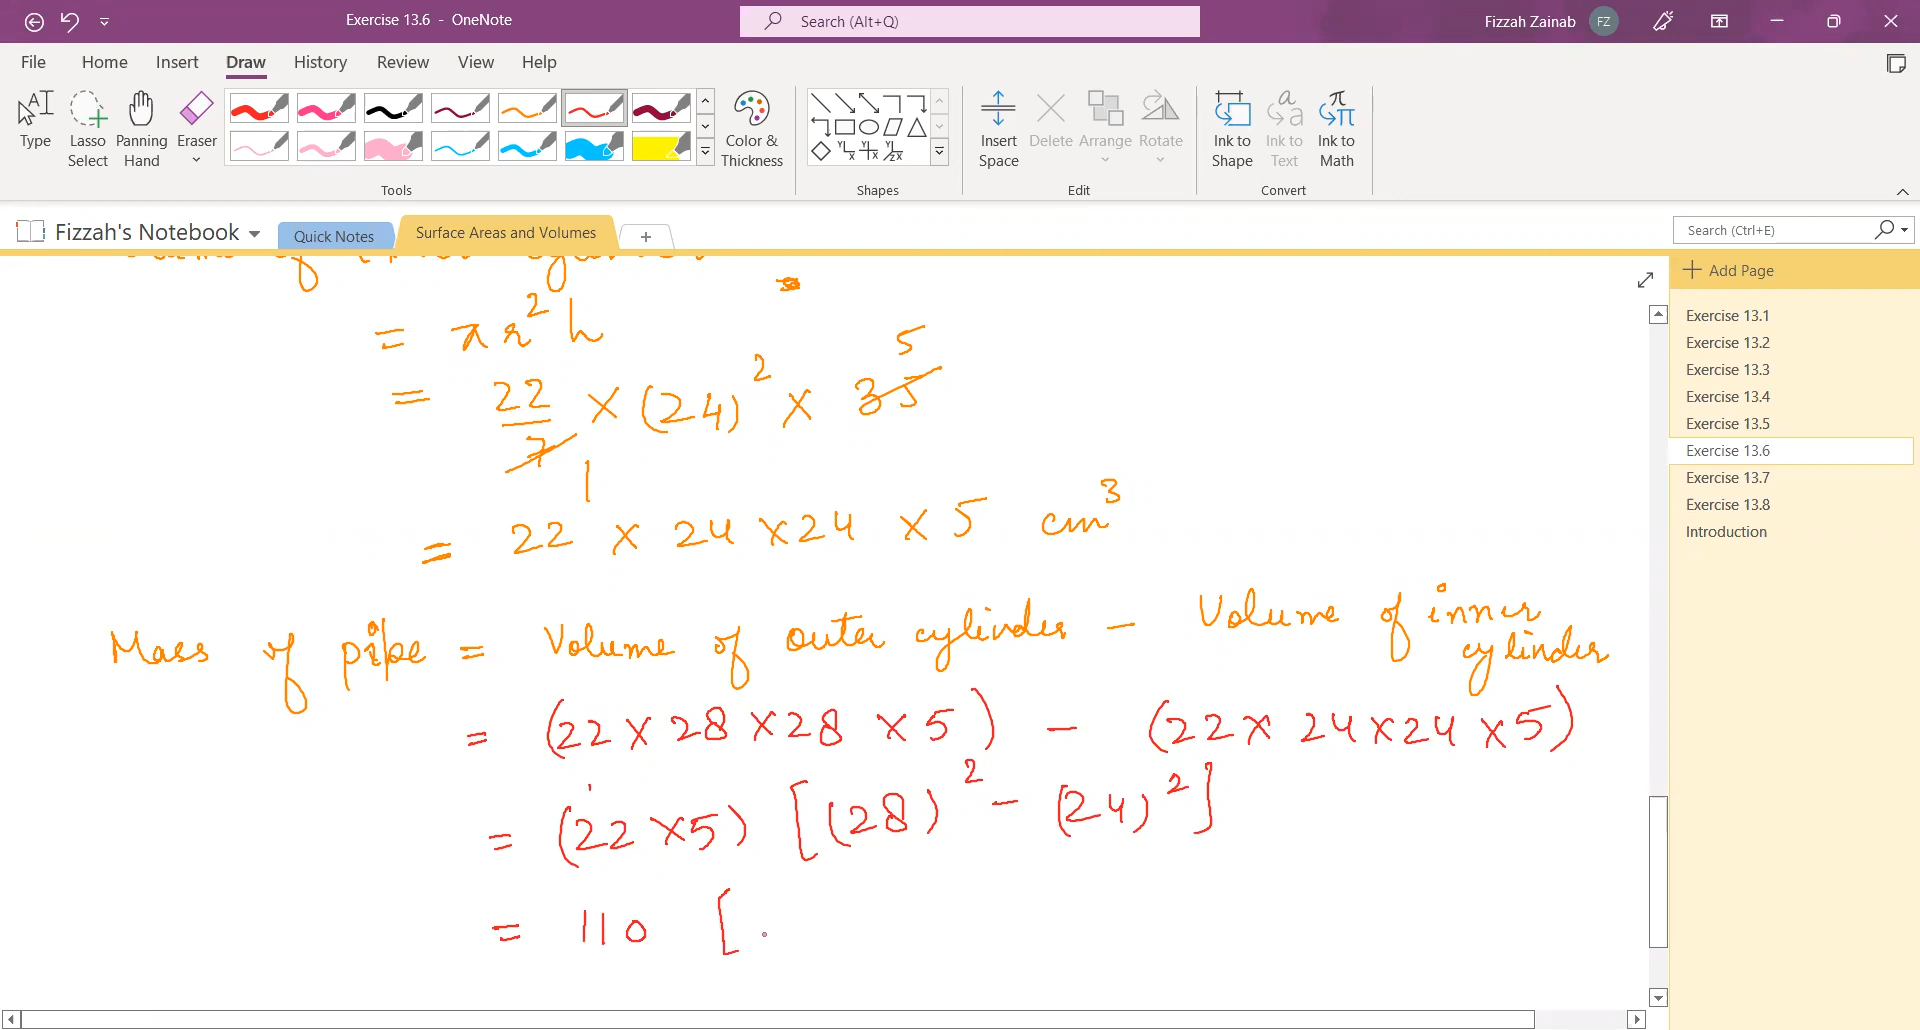 Exercise 13.6 - OneNote
Search (Alt+Q)
Fizzah Zainab
FZ
File Home Insert Draw History Review View Help
Type
Lasso Select
Panning Hand
Eraser
Color & Thickness
Insert Space
Delete
Arrange
Rotate
Ink to Shape
Ink to Text
Ink to Math
Tools
Shapes
Edit
Convert
Fizzah's Notebook
Quick Notes
Surface Areas and Volumes
+
Search (Ctrl+E)
Add Page
Exercise 13.1
Exercise 13.2
Exercise 13.3
Exercise 13.4
Exercise 13.5
Exercise 13.6
Exercise 13.7
Exercise 13.8
Introduction
= πr²h
= 22/7 × (24)² × 35 5
1
= 22 × 24 × 24 × 5 cm³
Mass of pipe = Volume of outer cylinder - Volume of inner cylinder
= (22 × 28 × 28 × 5) - (22 × 24 × 24 × 5)
= (22 × 5) [(28)² - (24)²]
= 110 [